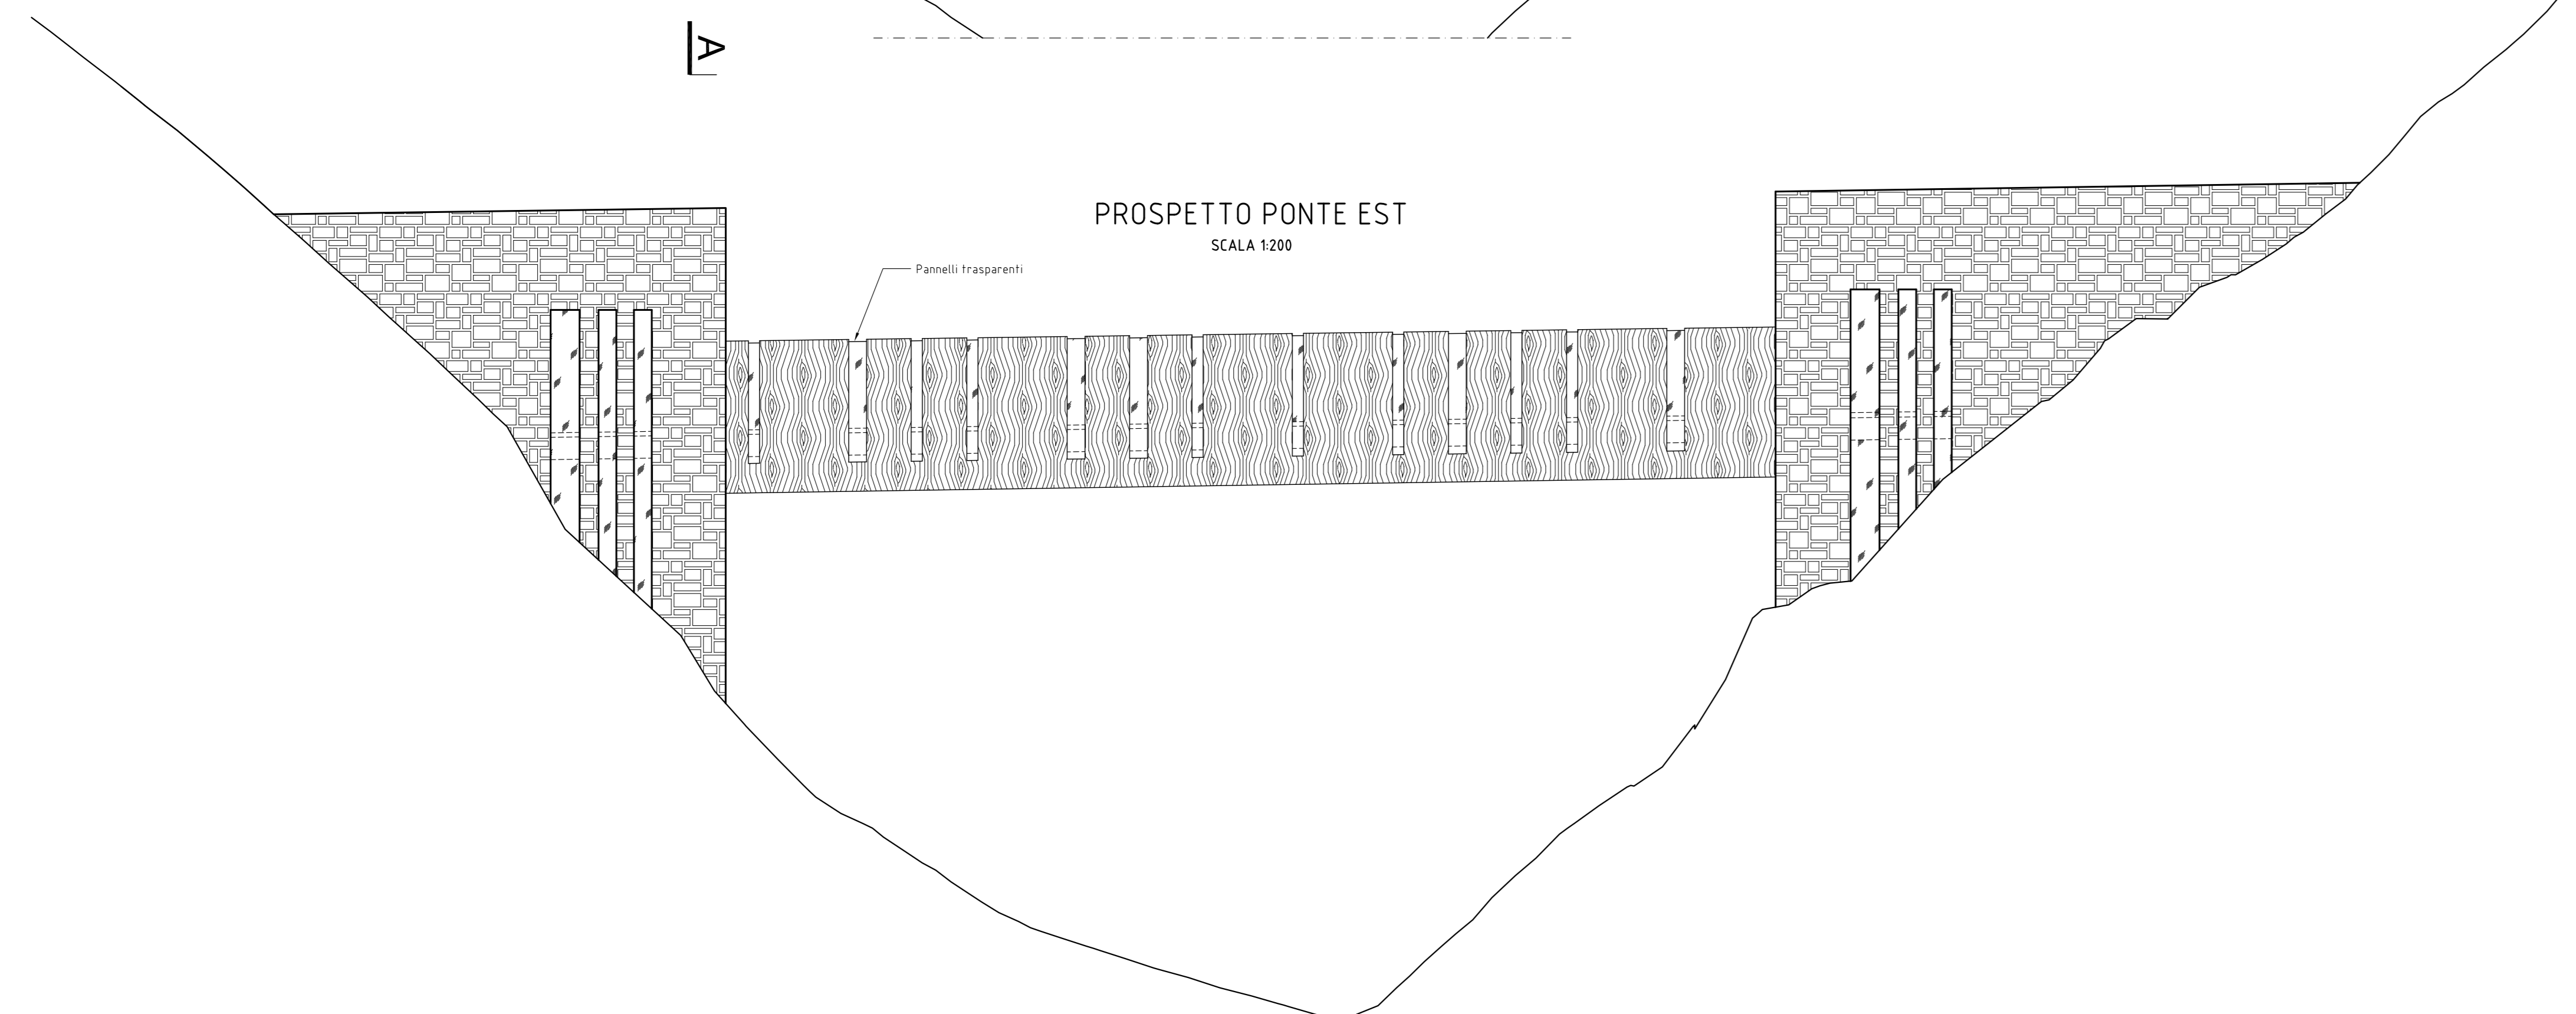 A
PROSPETTO PONTE EST
SCALA 1:200
Pannelli trasparenti